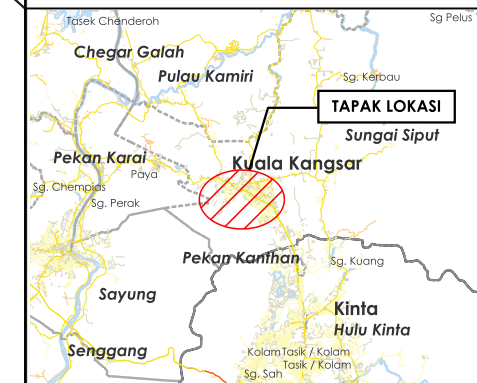 Tasek Chenderoh
Sg Pelus
Chegar Galah
Pulau Kamiri
Sg. Kerbau
TAPAK LOKASI
Sungai Siput
Pekan Karai
Kuala Kangsar
Paya
Sg. Chempias
Sg. Perak
Pekan Kanthan
Sg. Kuang
Sayung
Kinta
Hulu Kinta
Senggang
Kolam
Tasik / Kolam
Tasik / Kolam
Sg. Sah